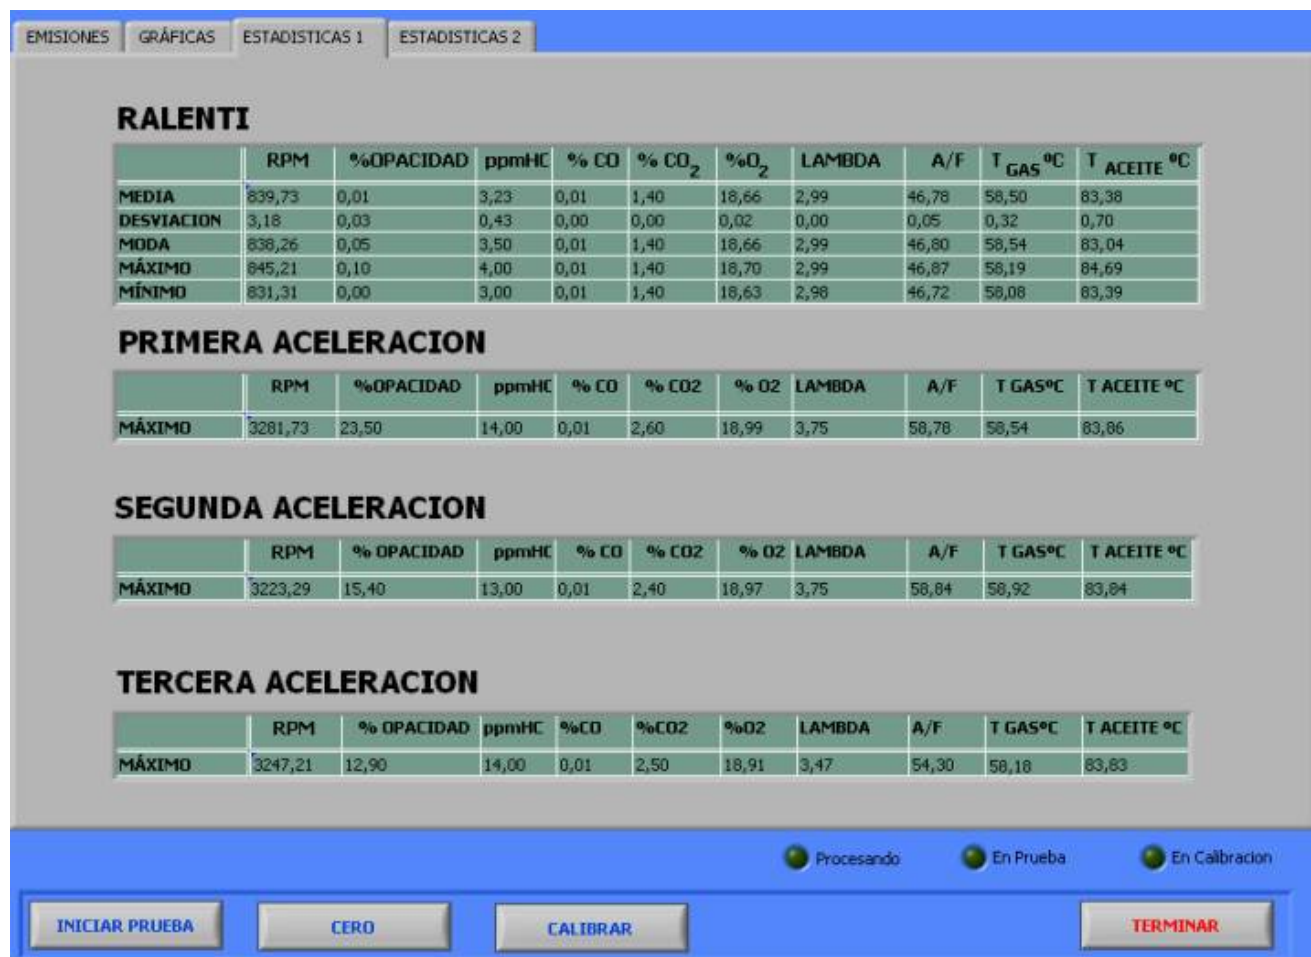 EMISIONES GRÁFICAS ESTADISTICAS 1 ESTADISTICAS 2
RALENTI
RPM %OPACIDAD ppmHC % CO % CO2 %O2 LAMBDA A/F T GAS ºC T ACEITE ºC
MEDIA 839,73 0,01 3,23 0,01 1,40 18,66 2,99 46,78 58,50 83,38
DESVIACION 3,18 0,03 0,43 0,00 0,00 0,02 0,00 0,05 0,32 0,70
MODA 838,26 0,05 3,50 0,01 1,40 18,66 2,99 46,80 58,54 83,04
MÁXIMO 845,21 0,10 4,00 0,01 1,40 18,70 2,99 46,87 58,19 84,69
MÍNIMO 831,31 0,00 3,00 0,01 1,40 18,63 2,98 46,72 58,08 83,39
PRIMERA ACELERACION
RPM %OPACIDAD ppmHC % CO % CO2 % O2 LAMBDA A/F T GASºC T ACEITE ºC
MÁXIMO 3281,73 23,50 14,00 0,01 2,60 18,99 3,75 58,78 58,54 83,86
SEGUNDA ACELERACION
RPM % OPACIDAD ppmHC % CO % CO2 % O2 LAMBDA A/F T GASºC T ACEITE ºC
MÁXIMO 3223,29 15,40 13,00 0,01 2,40 18,97 3,75 58,84 58,92 83,84
TERCERA ACELERACION
RPM % OPACIDAD ppmHC %CO %CO2 %O2 LAMBDA A/F T GASºC T ACEITE ºC
MÁXIMO 3247,21 12,90 14,00 0,01 2,50 18,91 3,47 54,30 58,18 83,83
Procesando En Prueba En Calibracion
INICIAR PRUEBA CERO CALIBRAR TERMINAR